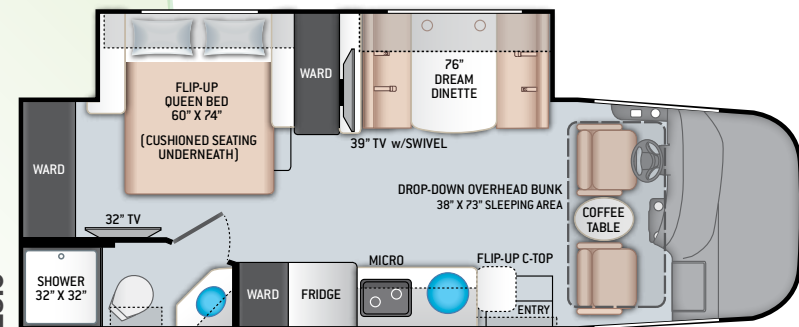 FLIP-UP
QUEEN BED
60" X 74"
(CUSHIONED SEATING
UNDERNEATH)
WARD
76"
DREAM
DINETTE
39" TV w/SWIVEL
WARD
32" TV
DROP-DOWN OVERHEAD BUNK
38" X 73" SLEEPING AREA
COFFEE
TABLE
SHOWER
32" X 32"
WARD
FRIDGE
MICRO
FLIP-UP C-TOP
ENTRY